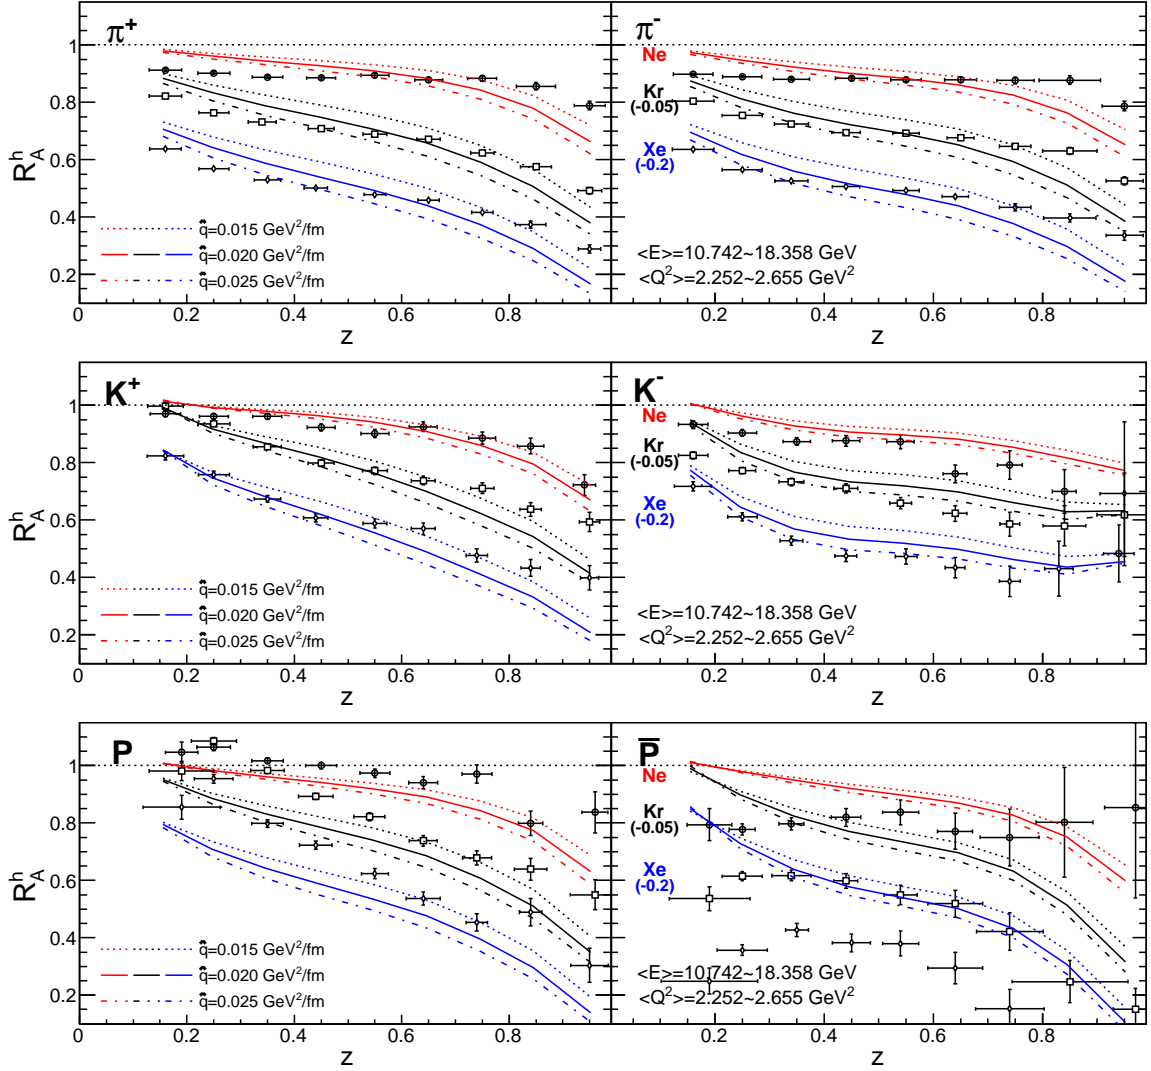 π+ π-
1 Ne
0.8 Kr
(-0.05)
0.6 Xe
(-0.2)
R_A^h
0.4 q̂=0.015 GeV²/fm
q̂=0.020 GeV²/fm <E>=10.742~18.358 GeV
0.2 q̂=0.025 GeV²/fm <Q²>=2.252~2.655 GeV²
0 0.2 0.4 0.6 0.8 0.2 0.4 0.6 0.8
z z
K+ K-
1 Ne
0.8 Kr
(-0.05)
0.6 Xe
(-0.2)
R_A^h
0.4 q̂=0.015 GeV²/fm
q̂=0.020 GeV²/fm <E>=10.742~18.358 GeV
0.2 q̂=0.025 GeV²/fm <Q²>=2.252~2.655 GeV²
0 0.2 0.4 0.6 0.8 0.2 0.4 0.6 0.8
z z
P P̄
1 Ne
0.8 Kr
(-0.05)
0.6 Xe
(-0.2)
R_A^h
0.4 q̂=0.015 GeV²/fm
q̂=0.020 GeV²/fm <E>=10.742~18.358 GeV
0.2 q̂=0.025 GeV²/fm <Q²>=2.252~2.655 GeV²
0 0.2 0.4 0.6 0.8 0.2 0.4 0.6 0.8
z z